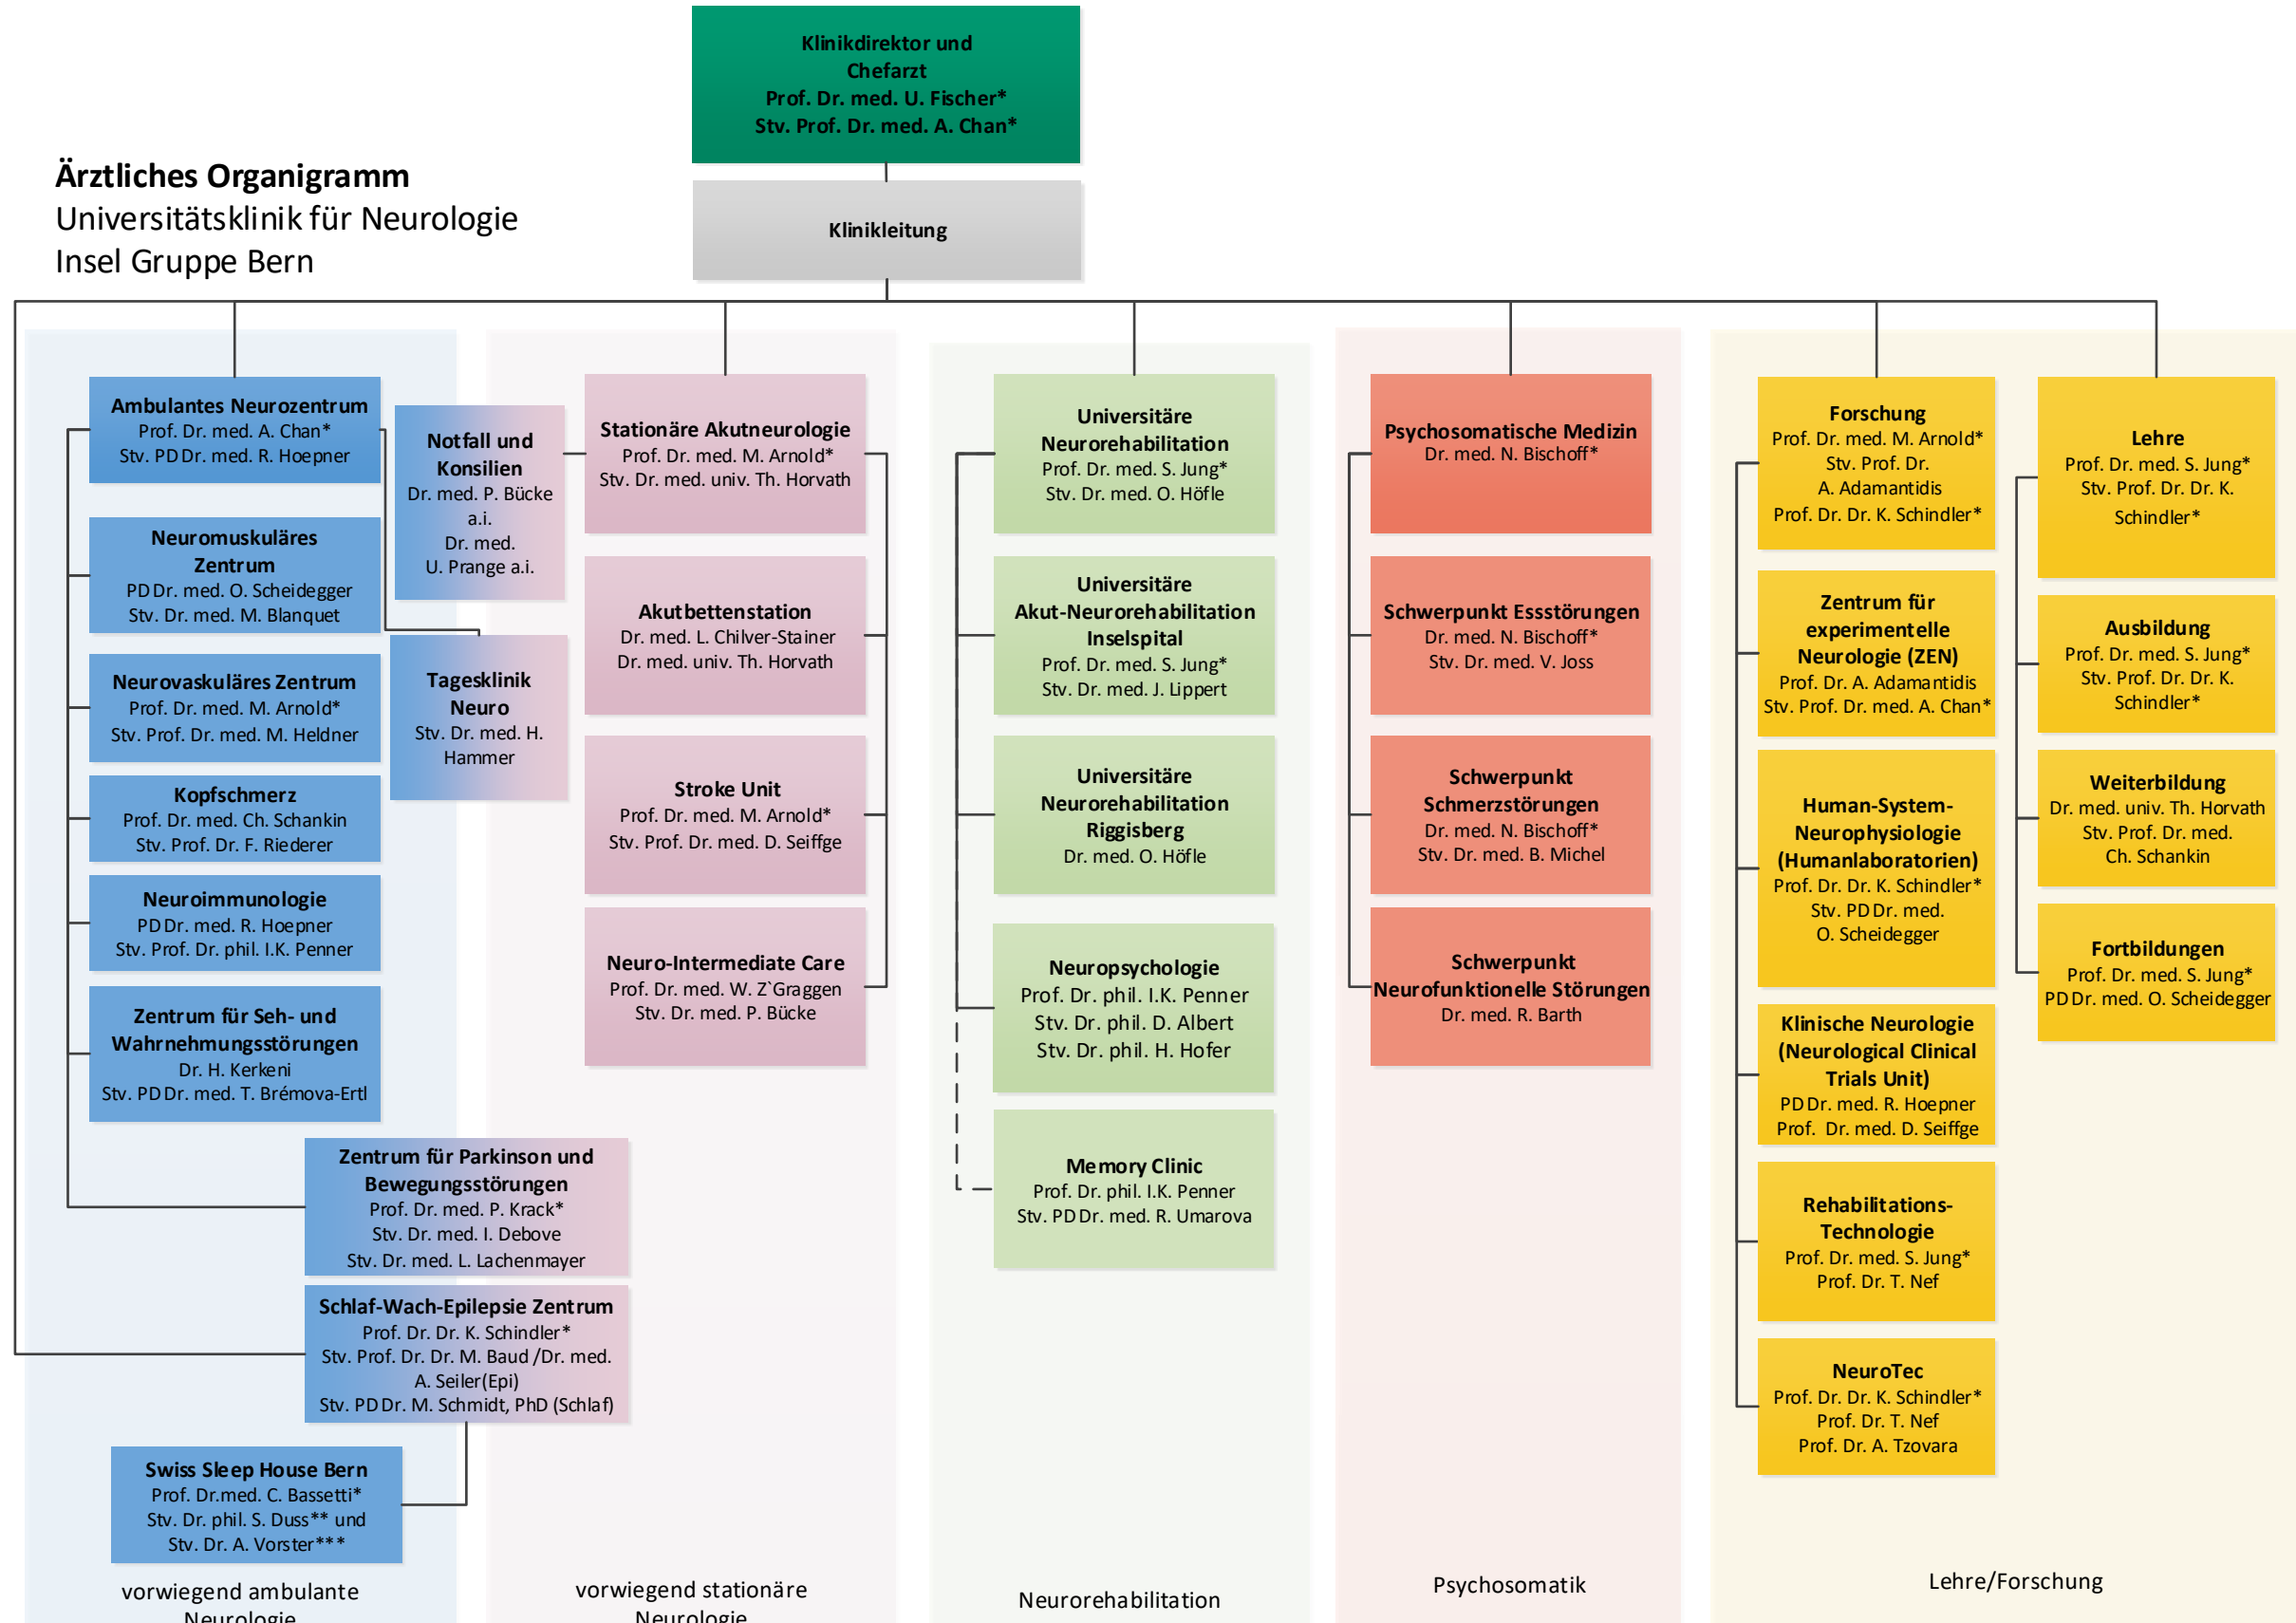 Klinikdirektor und
Chefarzt
Prof. Dr. med. U. Fischer*
Stv. Prof. Dr. med. A. Chan*
Ärztliches Organigramm
Universitätsklinik für Neurologie
Insel Gruppe Bern
Klinikleitung
Ambulantes Neurozentrum
Prof. Dr. med. A. Chan*
Stv. PD Dr. med. R. Hoepner
Neuromuskuläres
Zentrum
PD Dr. med. O. Scheidegger
Stv. Dr. med. M. Blanquet
Neurovaskuläres Zentrum
Prof. Dr. med. M. Arnold*
Stv. Prof. Dr. med. M. Heldner
Kopfschmerz
Prof. Dr. med. Ch. Schankin
Stv. Prof. Dr. F. Riederer
Neuroimmunologie
PD Dr. med. R. Hoepner
Stv. Prof. Dr. phil. I.K. Penner
Zentrum für Seh- und
Wahrnehmungsstörungen
Dr. H. Kerkeni
Stv. PD Dr. med. T. Brémova-Ertl
Zentrum für Parkinson und
Bewegungsstörungen
Prof. Dr. med. P. Krack*
Stv. Dr. med. I. Debove
Stv. Dr. med. L. Lachenmayer
Schlaf-Wach-Epilepsie Zentrum
Prof. Dr. Dr. K. Schindler*
Stv. Prof. Dr. Dr. M. Baud /Dr. med.
A. Seiler(Epi)
Stv. PD Dr. M. Schmidt, PhD (Schlaf)
Swiss Sleep House Bern
Prof. Dr.med. C. Bassetti*
Stv. Dr. phil. S. Duss** und
Stv. Dr. A. Vorster***
vorwiegend ambulante
Neurologie
Notfall und
Konsilien
Dr. med. P. Bücke
a.i.
Dr. med.
U. Prange a.i.
Tagesklinik
Neuro
Stv. Dr. med. H.
Hammer
Stationäre Akutneurologie
Prof. Dr. med. M. Arnold*
Stv. Dr. med. univ. Th. Horvath
Akutbettenstation
Dr. med. L. Chilver-Stainer
Dr. med. univ. Th. Horvath
Stroke Unit
Prof. Dr. med. M. Arnold*
Stv. Prof. Dr. med. D. Seiffge
Neuro-Intermediate Care
Prof. Dr. med. W. Z`Graggen
Stv. Dr. med. P. Bücke
vorwiegend stationäre
Neurologie
Universitäre
Neurorehabilitation
Prof. Dr. med. S. Jung*
Stv. Dr. med. O. Höfle
Universitäre
Akut-Neurorehabilitation
Inselspital
Prof. Dr. med. S. Jung*
Stv. Dr. med. J. Lippert
Universitäre
Neurorehabilitation
Riggisberg
Dr. med. O. Höfle
Neuropsychologie
Prof. Dr. phil. I.K. Penner
Stv. Dr. phil. D. Albert
Stv. Dr. phil. H. Hofer
Memory Clinic
Prof. Dr. phil. I.K. Penner
Stv. PD Dr. med. R. Umarova
Neurorehabilitation
Psychosomatische Medizin
Dr. med. N. Bischoff*
Schwerpunkt Essstörungen
Dr. med. N. Bischoff*
Stv. Dr. med. V. Joss
Schwerpunkt
Schmerzstörungen
Dr. med. N. Bischoff*
Stv. Dr. med. B. Michel
Schwerpunkt
Neurofunktionelle Störungen
Dr. med. R. Barth
Psychosomatik
Forschung
Prof. Dr. med. M. Arnold*
Stv. Prof. Dr.
A. Adamantidis
Prof. Dr. Dr. K. Schindler*
Zentrum für
experimentelle
Neurologie (ZEN)
Prof. Dr. A. Adamantidis
Stv. Prof. Dr. med. A. Chan*
Human-System-
Neurophysiologie
(Humanlaboratorien)
Prof. Dr. Dr. K. Schindler*
Stv. PD Dr. med.
O. Scheidegger
Klinische Neurologie
(Neurological Clinical
Trials Unit)
PD Dr. med. R. Hoepner
Prof. Dr. med. D. Seiffge
Rehabilitations-
Technologie
Prof. Dr. med. S. Jung*
Prof. Dr. T. Nef
NeuroTec
Prof. Dr. Dr. K. Schindler*
Prof. Dr. T. Nef
Prof. Dr. A. Tzovara
Lehre
Prof. Dr. med. S. Jung*
Stv. Prof. Dr. Dr. K.
Schindler*
Ausbildung
Prof. Dr. med. S. Jung*
Stv. Prof. Dr. Dr. K.
Schindler*
Weiterbildung
Dr. med. univ. Th. Horvath
Stv. Prof. Dr. med.
Ch. Schankin
Fortbildungen
Prof. Dr. med. S. Jung*
PD Dr. med. O. Scheidegger
Lehre/Forschung